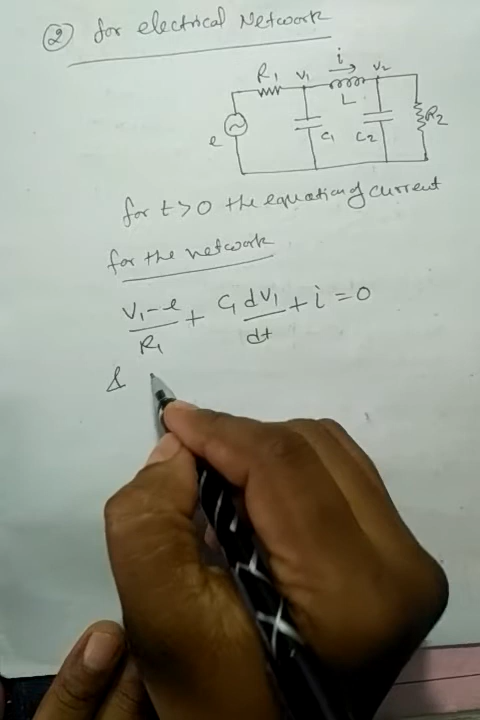 ② for electrical Network
i
R1 V1 V2
L
e C1 C2 R2
for t>0 the equation of current
for the network
(V1-e)/R1 + C1 dV1/dt + i = 0
&